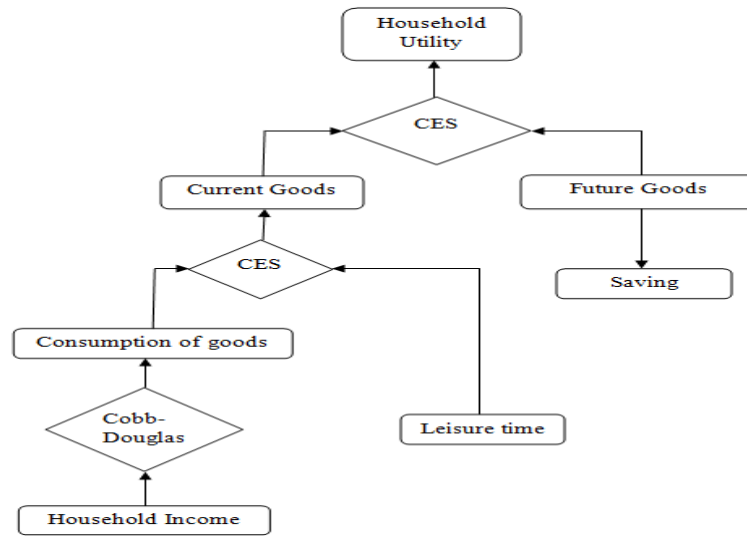 Household
Utility
CES
Current Goods
Future Goods
CES
Saving
Consumption of goods
Cobb-
Douglas
Leisure time
Household Income